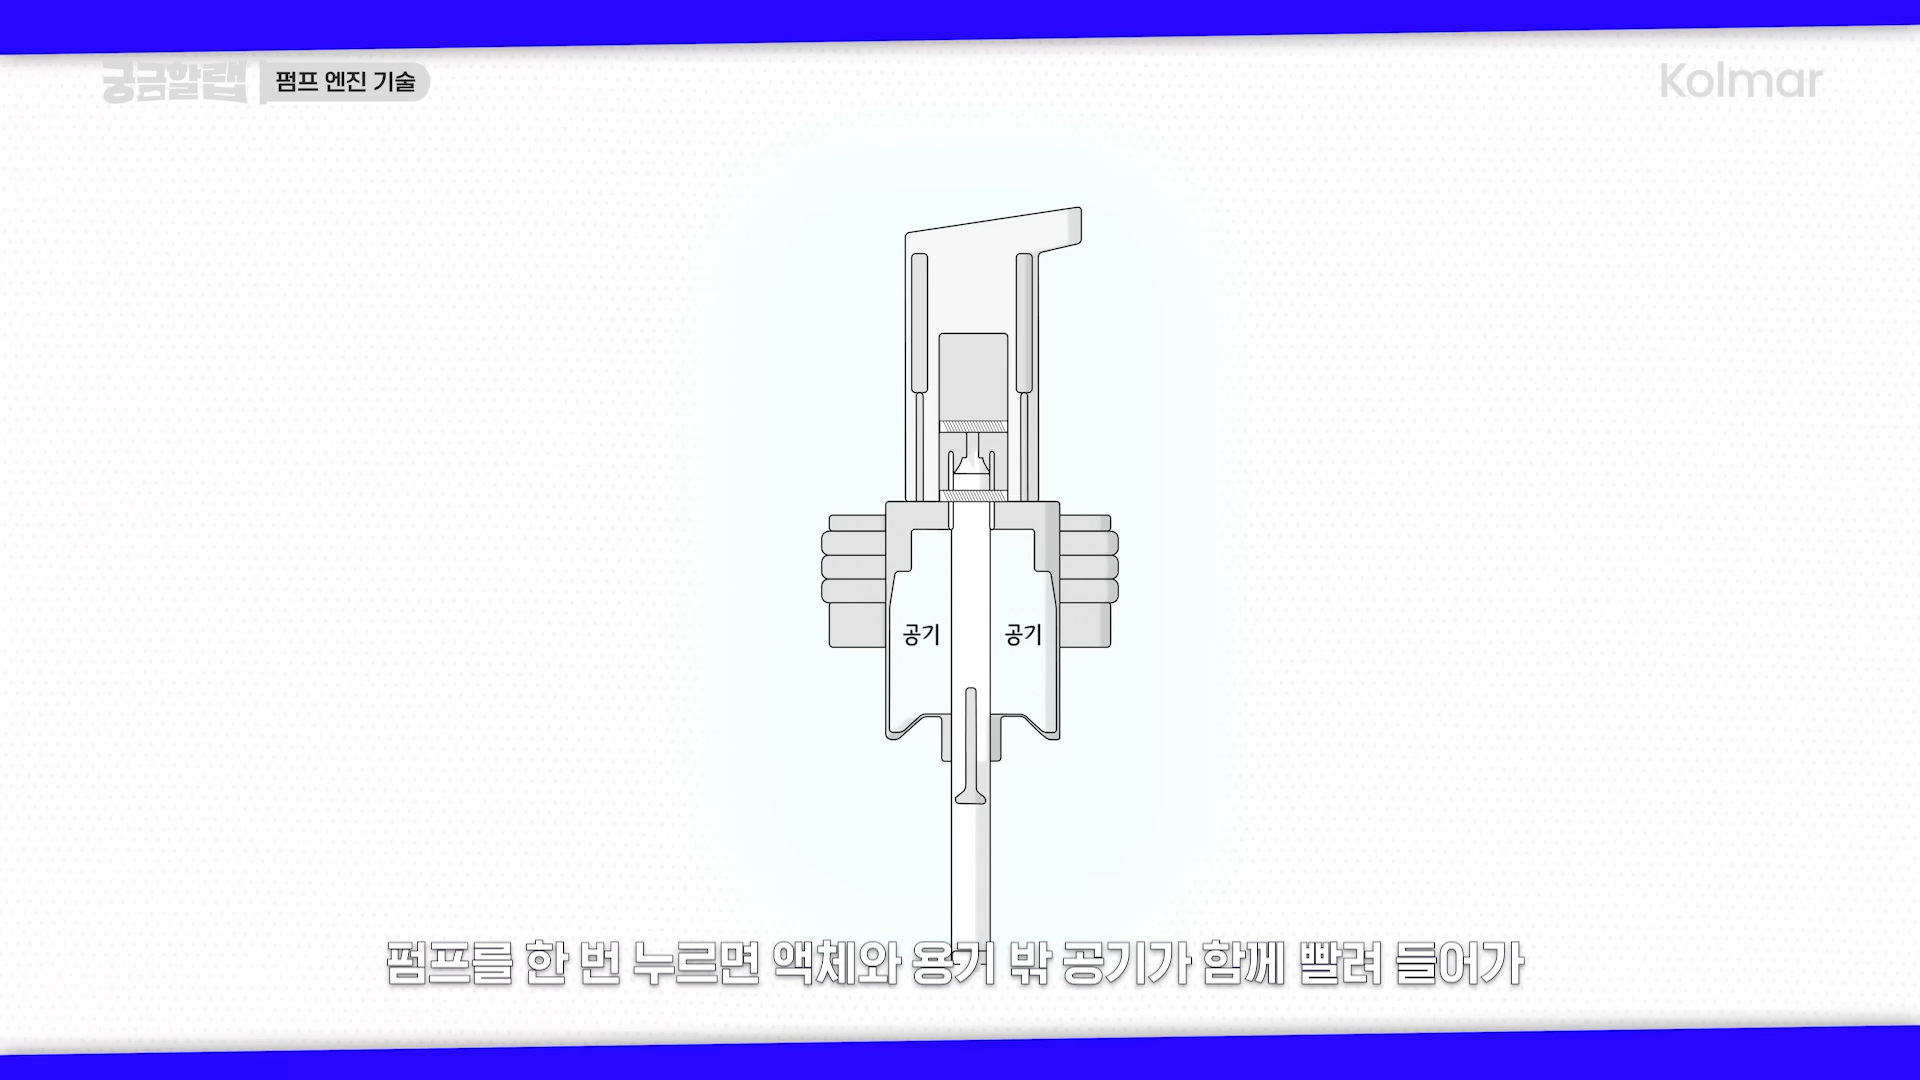 궁금할랩
펌프 엔진 기술
Kolmar
공기
공기
펌프를 한 번 누르면 액체와 용기 밖 공기가 함께 빨려 들어가